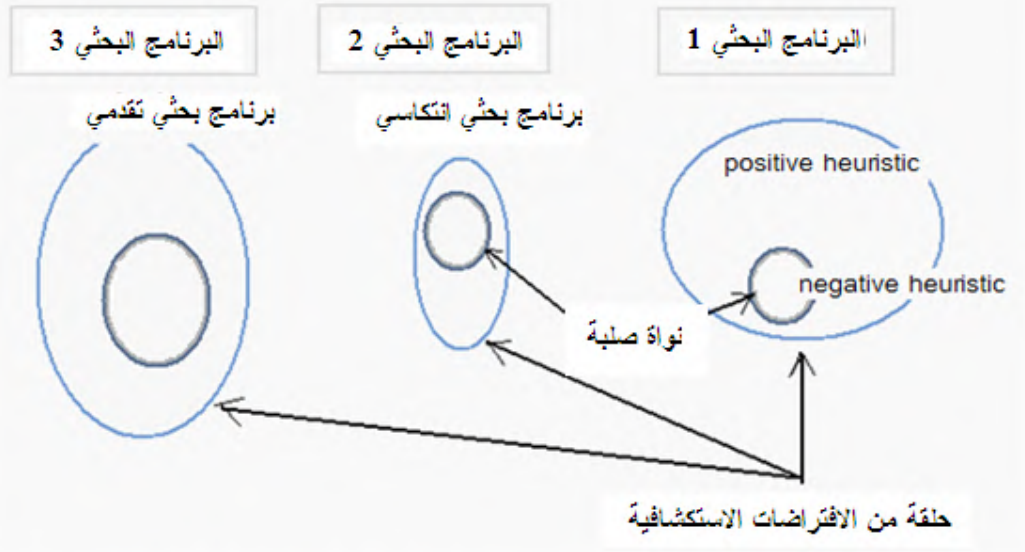 البرنامج البحثي 1
البرنامج البحثي 2
البرنامج البحثي 3
برنامج بحثي انتكاسي
برنامج بحثي تقدمي
positive heuristic
negative heuristic
نواة صلبة
حلقة من الافتراضات الاستكشافية